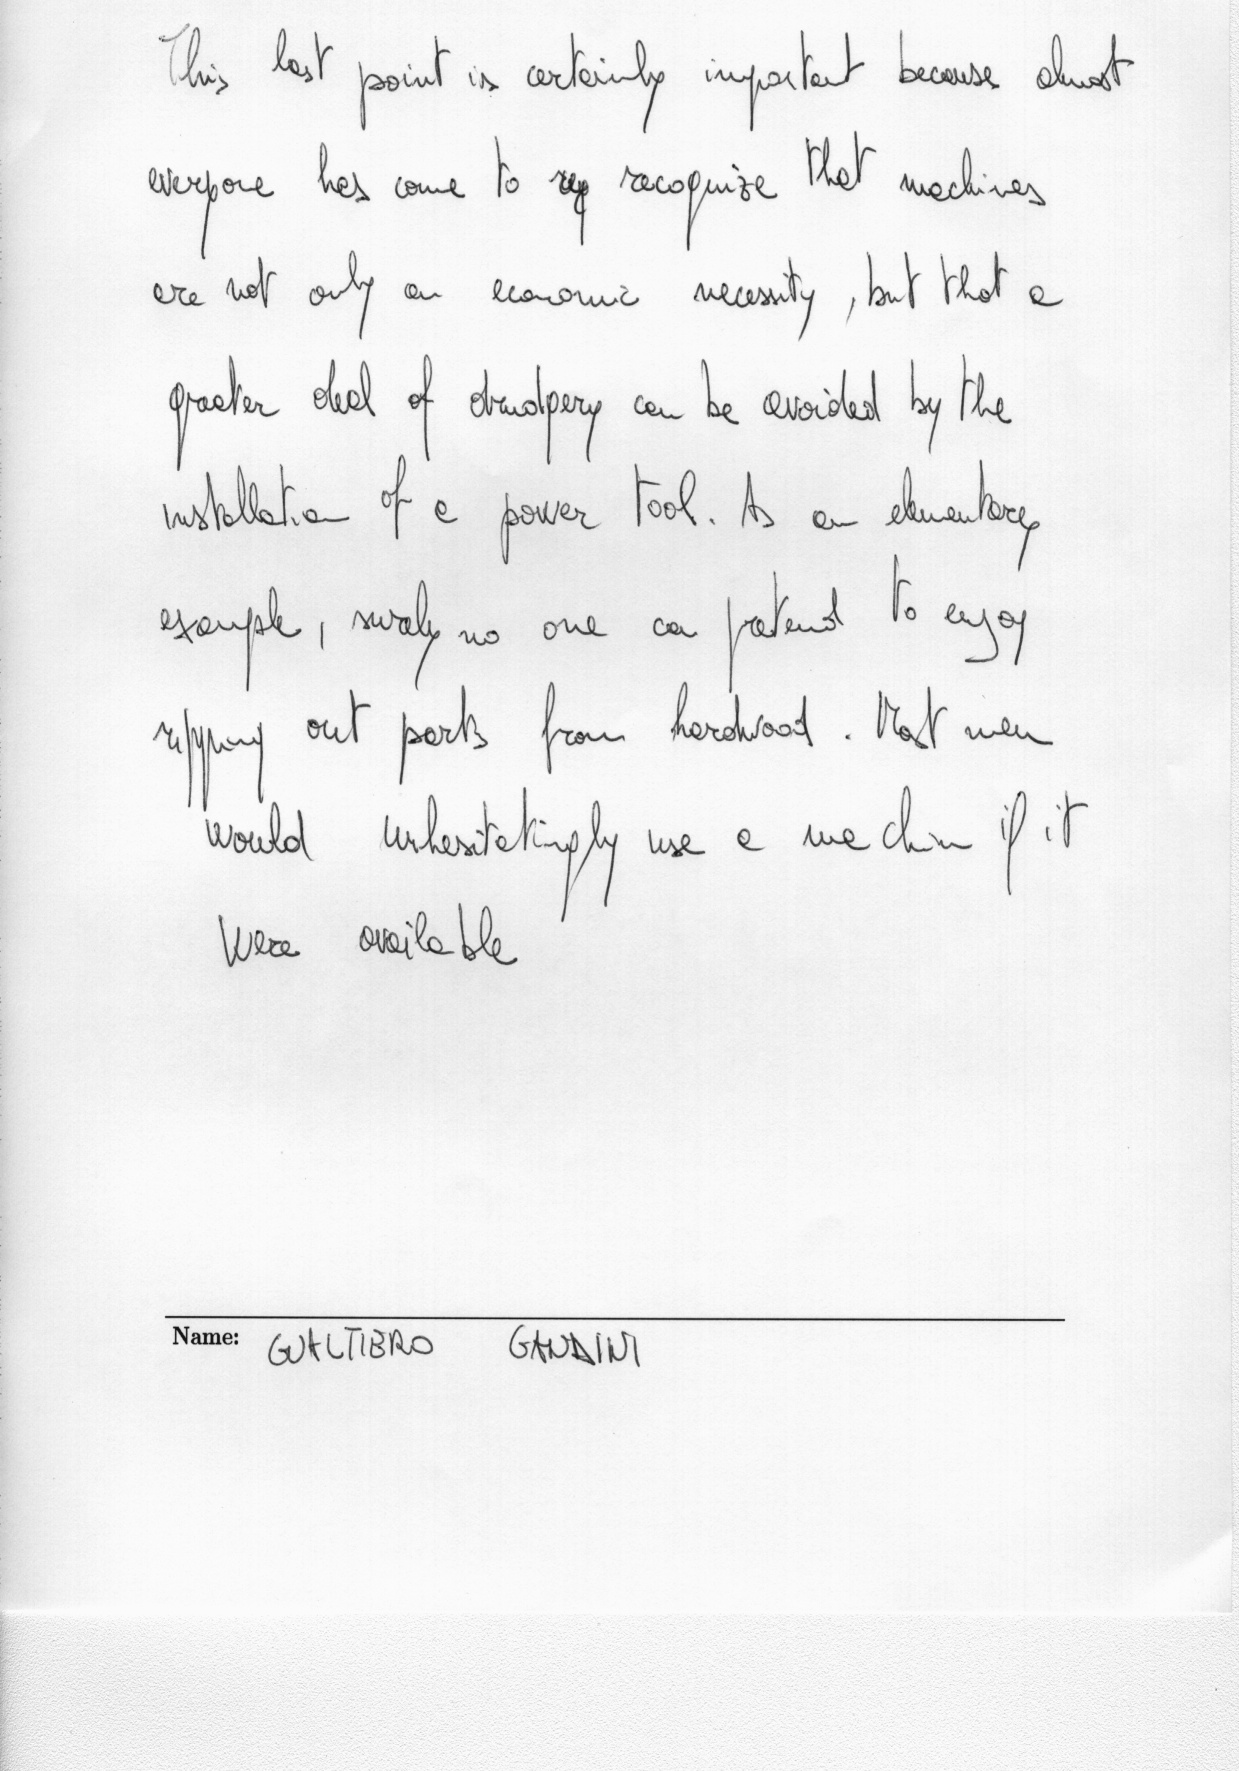 This last point is certainly important because almost
everyone has come to recognize that machines
are not only an economic necessity, but that a
greater deal of drudgery can be avoided by the
installation of a power tool. As an elementary
example, surely no one can pretend to enjoy
ripping out parts from hardwood. Most men
would unhesitatingly use a machin if it
were available
Name: GUALTIERO GANDINI